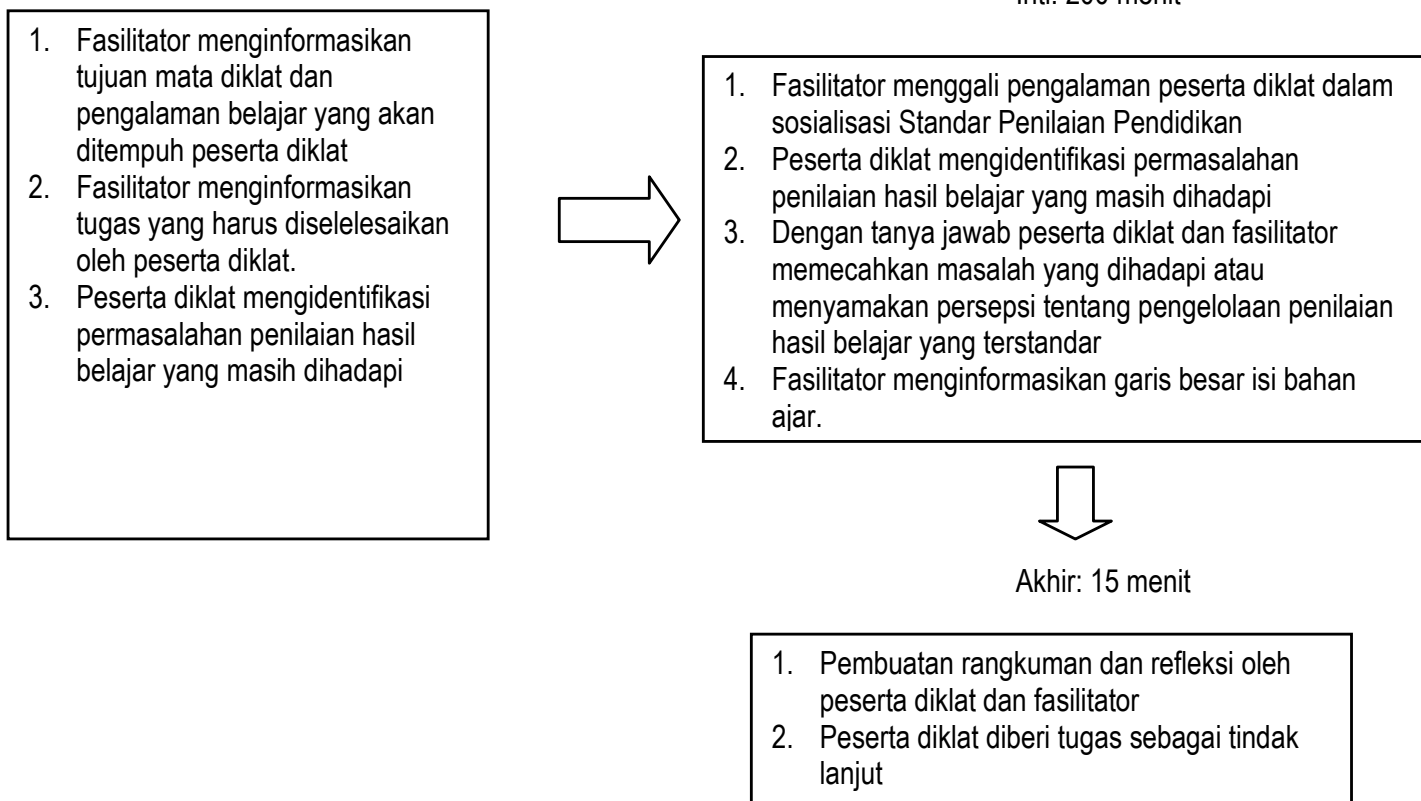 1. Fasilitator menginformasikan
tujuan mata diklat dan
pengalaman belajar yang akan
ditempuh peserta diklat
2. Fasilitator menginformasikan
tugas yang harus diselelesaikan
oleh peserta diklat.
3. Peserta diklat mengidentifikasi
permasalahan penilaian hasil
belajar yang masih dihadapi
1. Fasilitator menggali pengalaman peserta diklat dalam
sosialisasi Standar Penilaian Pendidikan
2. Peserta diklat mengidentifikasi permasalahan
penilaian hasil belajar yang masih dihadapi
3. Dengan tanya jawab peserta diklat dan fasilitator
memecahkan masalah yang dihadapi atau
menyamakan persepsi tentang pengelolaan penilaian
hasil belajar yang terstandar
4. Fasilitator menginformasikan garis besar isi bahan
ajar.
Akhir: 15 menit
1. Pembuatan rangkuman dan refleksi oleh
peserta diklat dan fasilitator
2. Peserta diklat diberi tugas sebagai tindak
lanjut